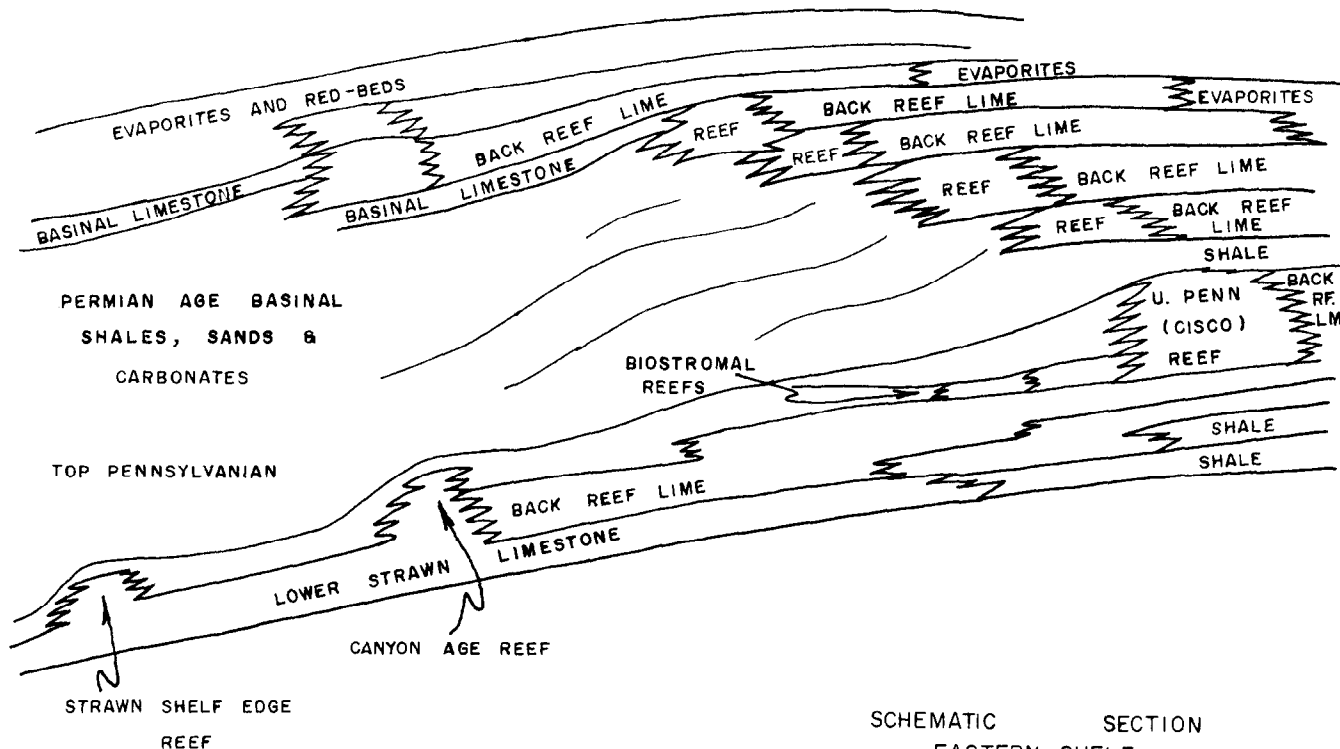 EVAPORITES AND RED-BEDS
EVAPORITES
BACK REEF LIME
EVAPORITES
BACK REEF LIME
REEF
REEF
BACK REEF LIME
BASINAL LIMESTONE
BASINAL LIMESTONE
REEF
BACK REEF LIME
REEF
BACK REEF
LIME
SHALE
PERMIAN AGE BASINAL
SHALES, SANDS &
CARBONATES
U. PENN
(CISCO)
REEF
BACK
RF.
LM
BIOSTROMAL
REEFS
TOP PENNSYLVANIAN
SHALE
SHALE
BACK REEF LIME
LOWER STRAWN LIMESTONE
CANYON AGE REEF
STRAWN SHELF EDGE
REEF
SCHEMATIC SECTION
EASTERN SHELF